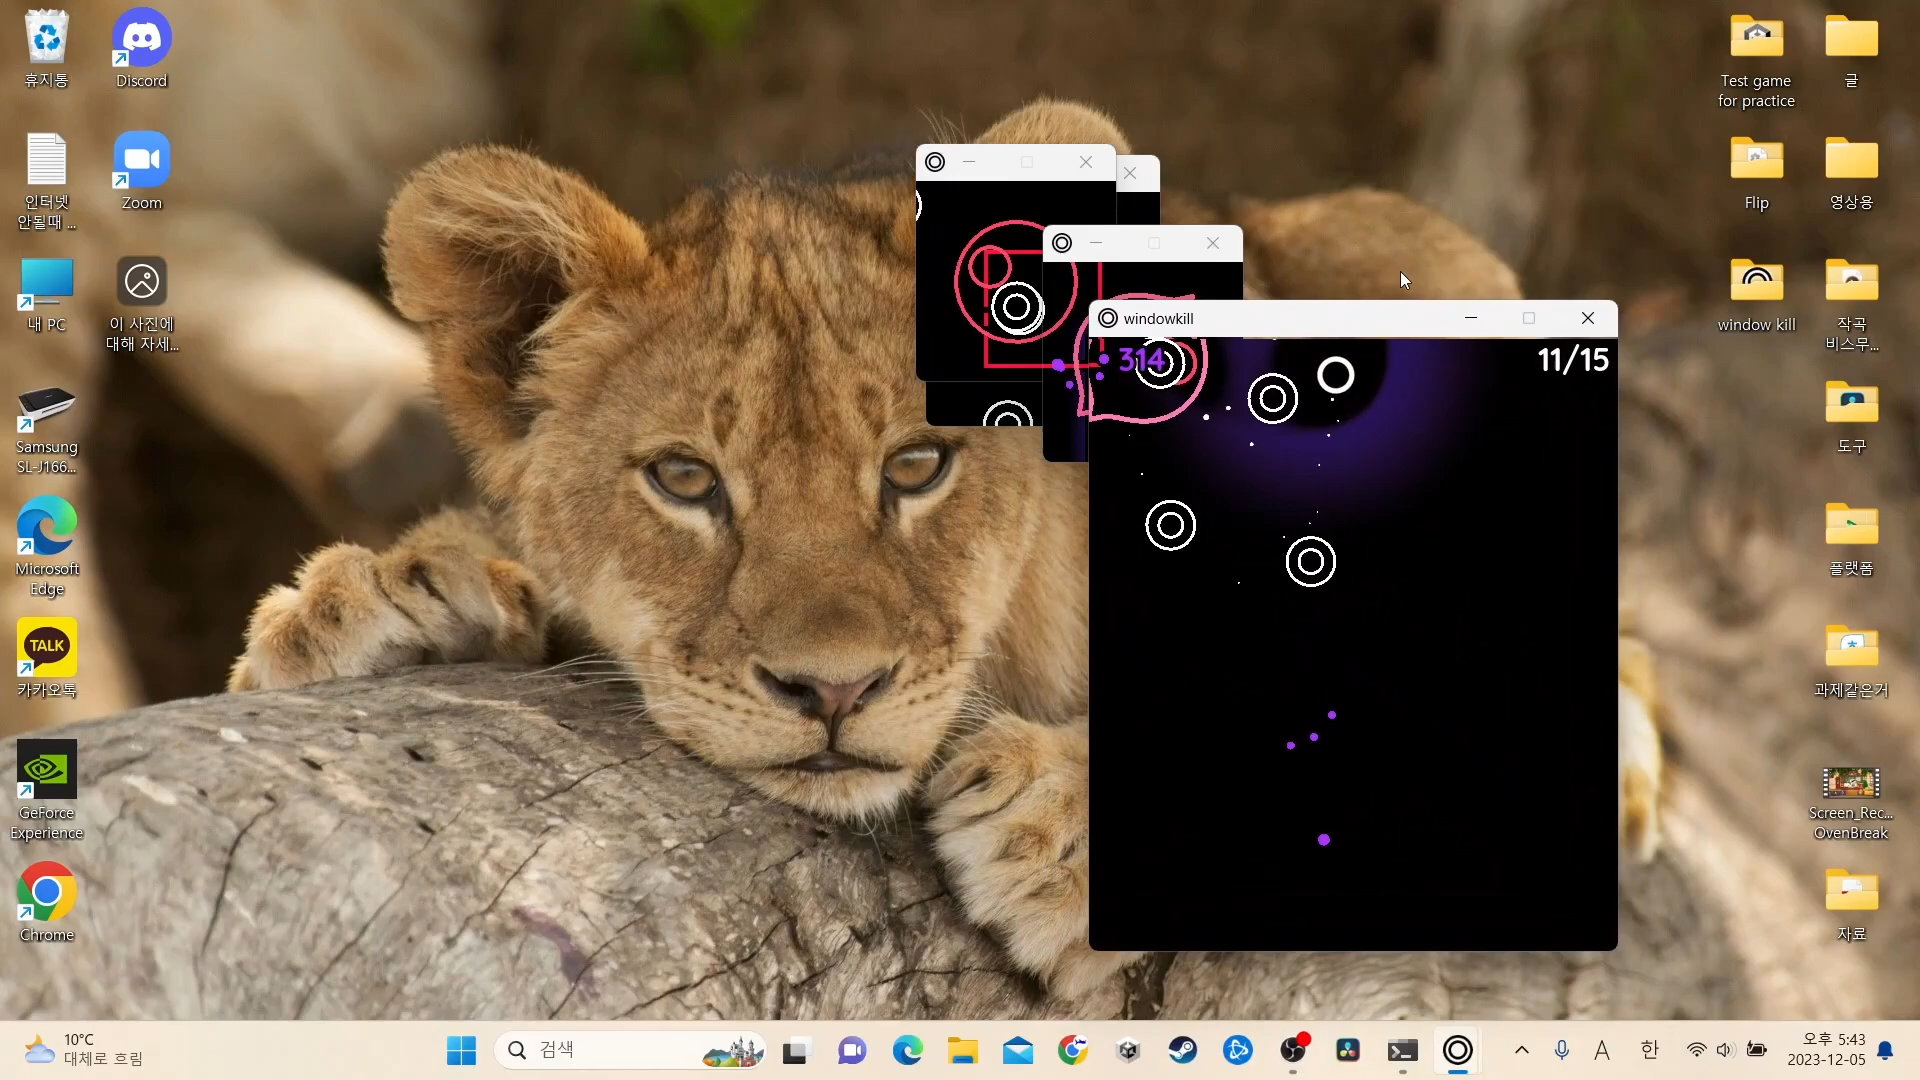 휴지통
Discord
인터넷
안될때 ...
Zoom
내 PC
이 사진에
대해 자세...
Samsung
SL-J166...
Microsoft
Edge
TALK
카카오톡
GeForce
Experience
Chrome
Test game
for practice
글
Flip
영상용
window kill
작곡
비스무...
도구
플랫폼
과제같은거
Screen_Rec...
OvenBreak
자료
windowkill
314
11/15
10°C
대체로 흐림
검색
A
한
오후 5:43
2023-12-05